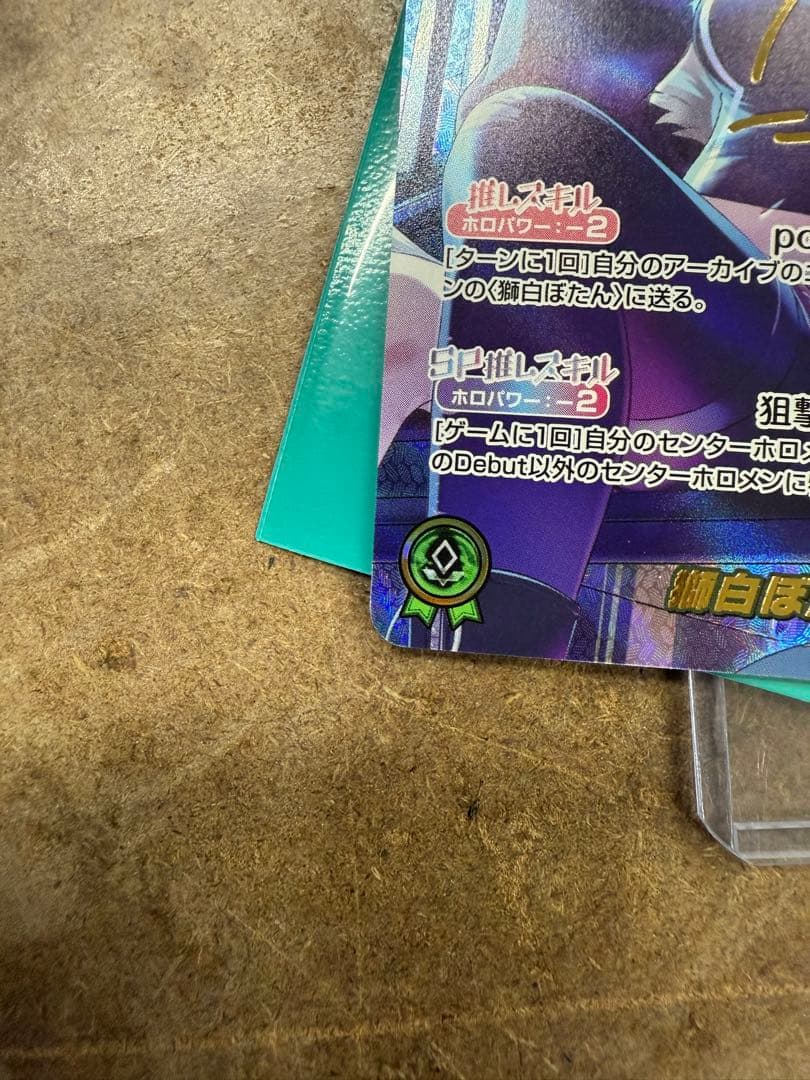 推しスキル
ホロパワー：－2
po
[ターンに1回]自分のアーカイブの
ンの〈獅白ぼたん〉に送る。
SP推しスキル
ホロパワー：－2
狙撃
[ゲームに1回]自分のセンターホロメ
のDebut以外のセンターホロメンに
獅白ぼ